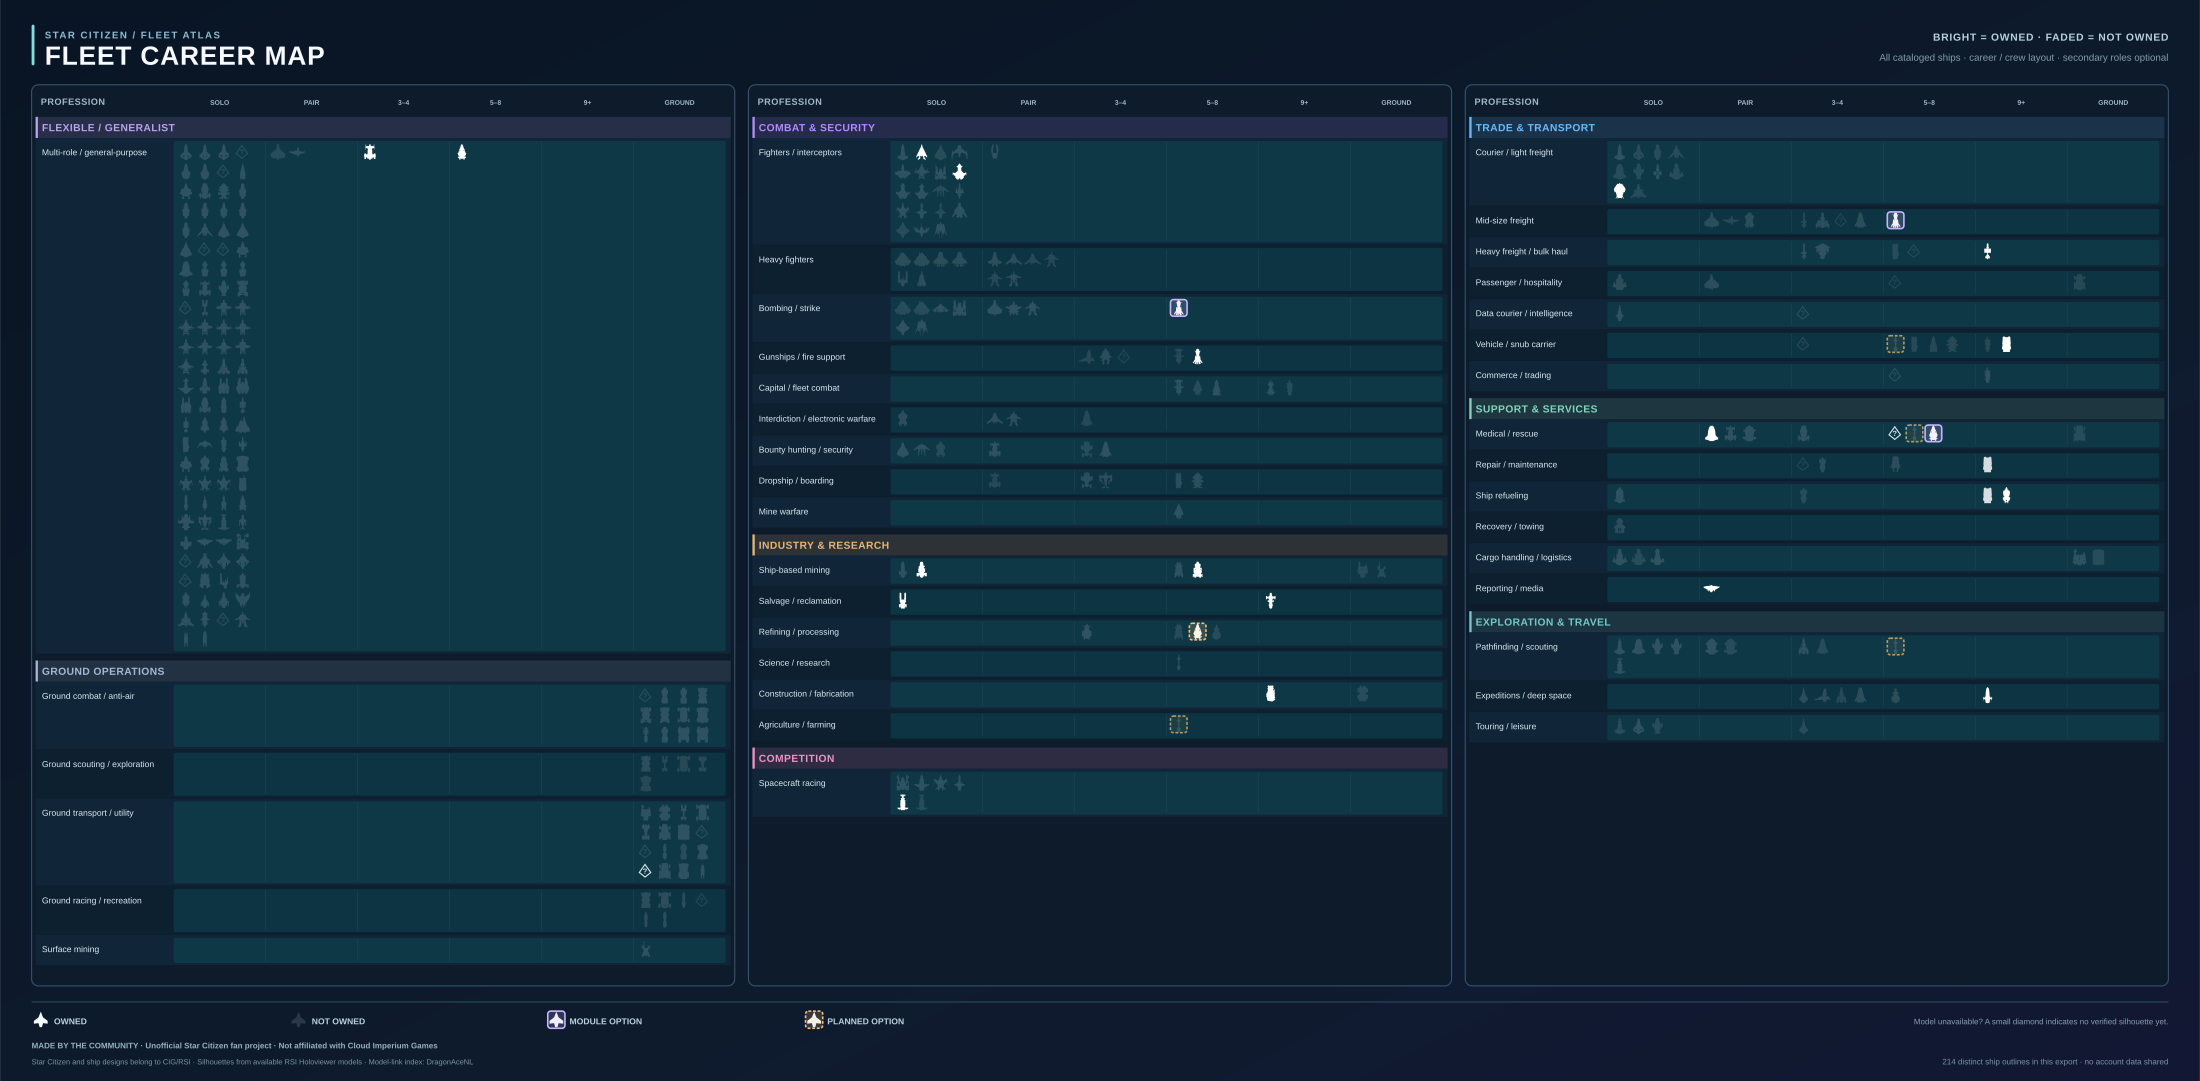 STAR CITIZEN / FLEET ATLAS
FLEET CAREER MAP
BRIGHT = OWNED · FADED = NOT OWNED
All cataloged ships · career / crew layout · secondary roles optional
PROFESSION SOLO PAIR 3–4 5–8 9+ GROUND
FLEXIBLE / GENERALIST
Multi-role / general-purpose
GROUND OPERATIONS
Ground combat / anti-air
Ground scouting / exploration
Ground transport / utility
Ground racing / recreation
Surface mining
PROFESSION SOLO PAIR 3–4 5–8 9+ GROUND
COMBAT & SECURITY
Fighters / interceptors
Heavy fighters
Bombing / strike
Gunships / fire support
Capital / fleet combat
Interdiction / electronic warfare
Bounty hunting / security
Dropship / boarding
Mine warfare
INDUSTRY & RESEARCH
Ship-based mining
Salvage / reclamation
Refining / processing
Science / research
Construction / fabrication
Agriculture / farming
COMPETITION
Spacecraft racing
PROFESSION SOLO PAIR 3–4 5–8 9+ GROUND
TRADE & TRANSPORT
Courier / light freight
Mid-size freight
Heavy freight / bulk haul
Passenger / hospitality
Data courier / intelligence
Vehicle / snub carrier
Commerce / trading
SUPPORT & SERVICES
Medical / rescue
Repair / maintenance
Ship refueling
Recovery / towing
Cargo handling / logistics
Reporting / media
EXPLORATION & TRAVEL
Pathfinding / scouting
Expeditions / deep space
Touring / leisure
OWNED NOT OWNED MODULE OPTION PLANNED OPTION
Model unavailable? A small diamond indicates no verified silhouette yet.
MADE BY THE COMMUNITY · Unofficial Star Citizen fan project · Not affiliated with Cloud Imperium Games
Star Citizen and ship designs belong to CIG/RSI · Silhouettes from available RSI Holoviewer models · Model-link index: DragonAceNL
214 distinct ship outlines in this export · no account data shared